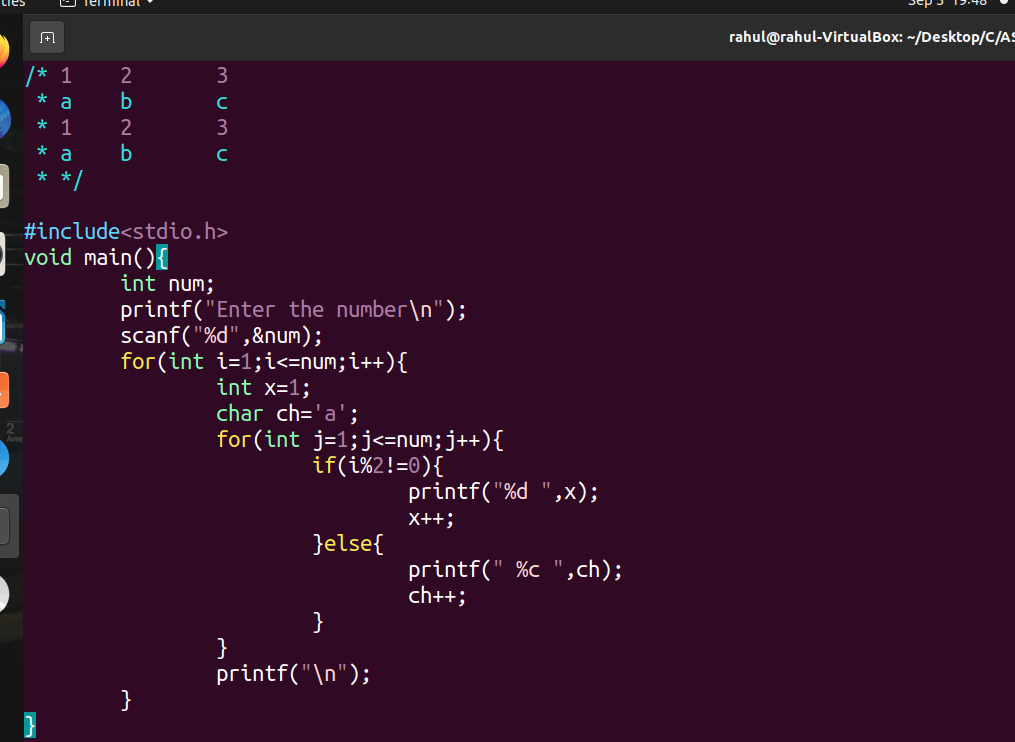 ties Terminal Sep 3 19:48
rahul@rahul-VirtualBox: ~/Desktop/C/AS
/* 1    2       3
 * a    b       c
 * 1    2       3
 * a    b       c
 * */

#include<stdio.h>
void main(){
        int num;
        printf("Enter the number\n");
        scanf("%d",&num);
        for(int i=1;i<=num;i++){
                int x=1;
                char ch='a';
                for(int j=1;j<=num;j++){
                        if(i%2!=0){
                                printf("%d ",x);
                                x++;
                        }else{
                                printf(" %c ",ch);
                                ch++;
                        }
                }
                printf("\n");
        }
}